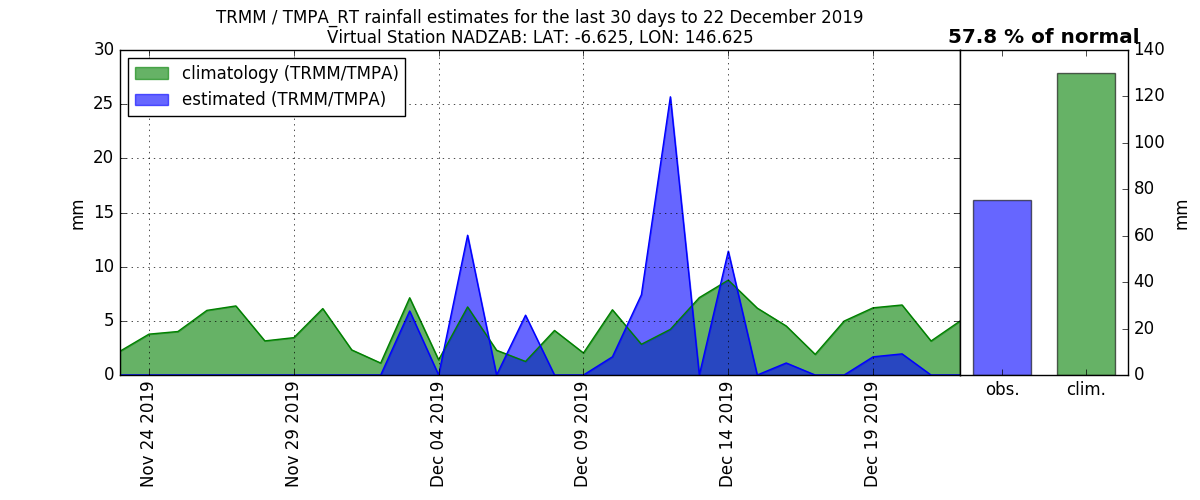 TRMM / TMPA_RT rainfall estimates for the last 30 days to 22 December 2019
Virtual Station NADZAB: LAT: -6.625, LON: 146.625
57.8 % of normal
climatology (TRMM/TMPA)
estimated (TRMM/TMPA)
30
25
20
15
10
5
0
mm
Nov 24 2019
Nov 29 2019
Dec 04 2019
Dec 09 2019
Dec 14 2019
Dec 19 2019
obs.
clim.
140
120
100
80
60
40
20
0
mm